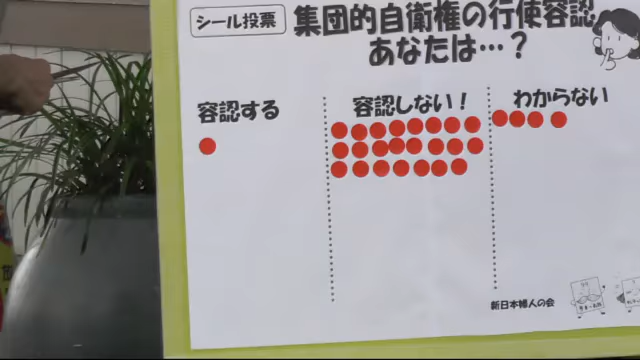 シール投票
集団的自衛権の行使容認
あなたは…？
容認する
容認しない！
わからない
新日本婦人の会